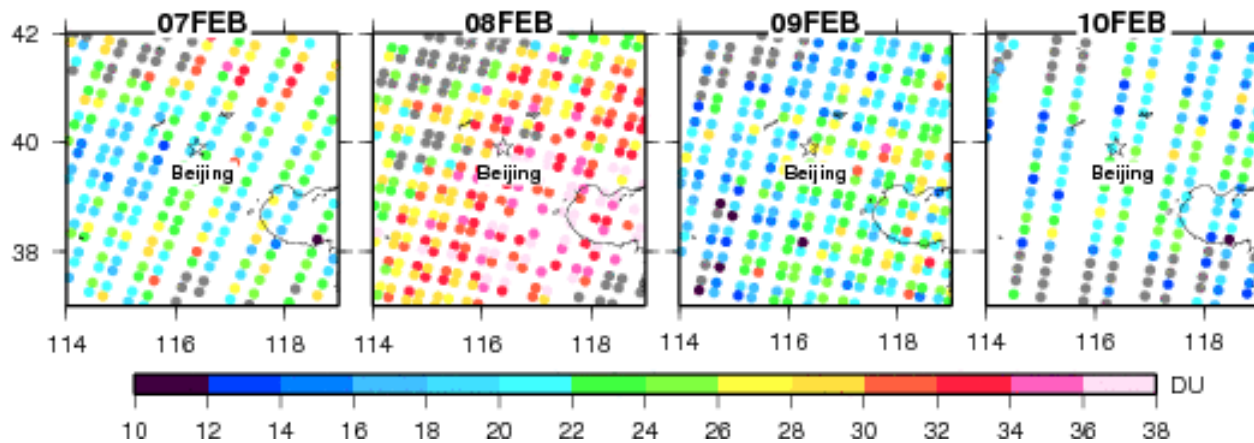 07FEB 08FEB 09FEB 10FEB
42
40
38
Beijing Beijing Beijing Beijing
114 116 118 114 116 118 114 116 118 114 116 118
DU
10 12 14 16 18 20 22 24 26 28 30 32 34 36 38